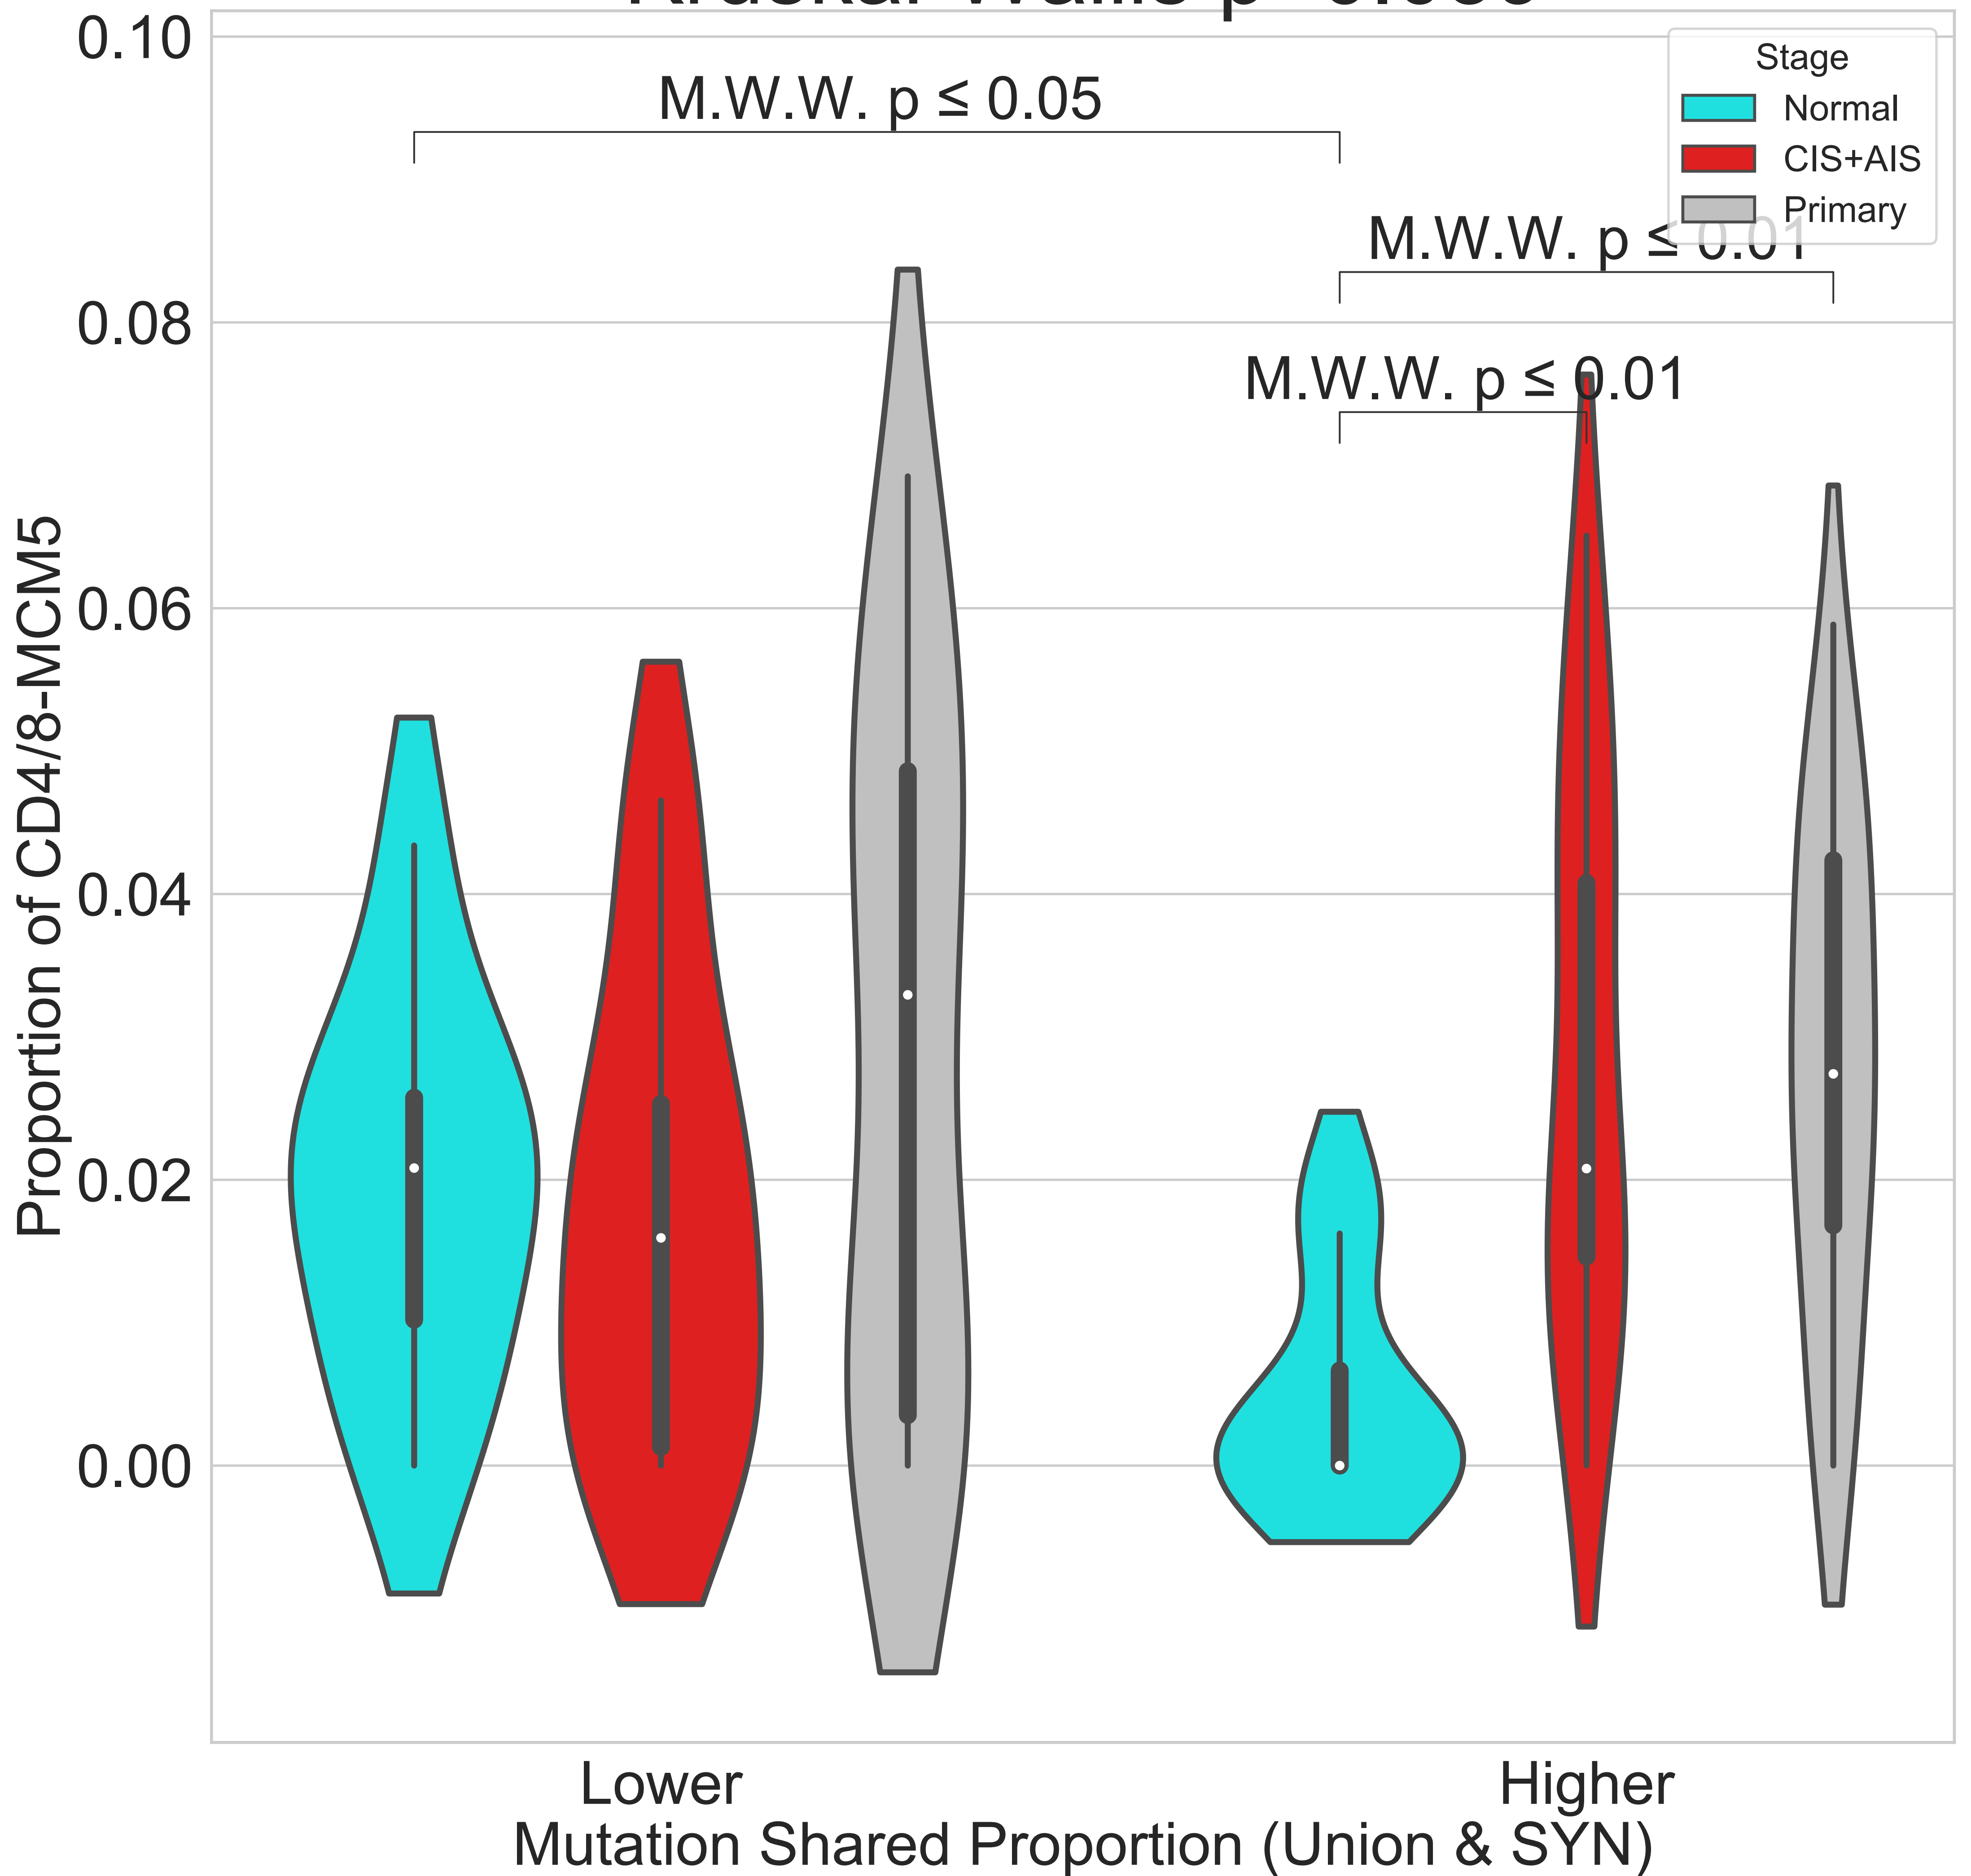 0.10
M.W.W. p ≤ 0.05
Stage
Normal
CIS+AIS
Primary
M.W.W. p ≤ 0.01
0.08
M.W.W. p ≤ 0.01
0.06
0.04
0.02
0.00
Proportion of CD4/8-MCM5
Lower
Higher
Mutation Shared Proportion (Union & SYN)